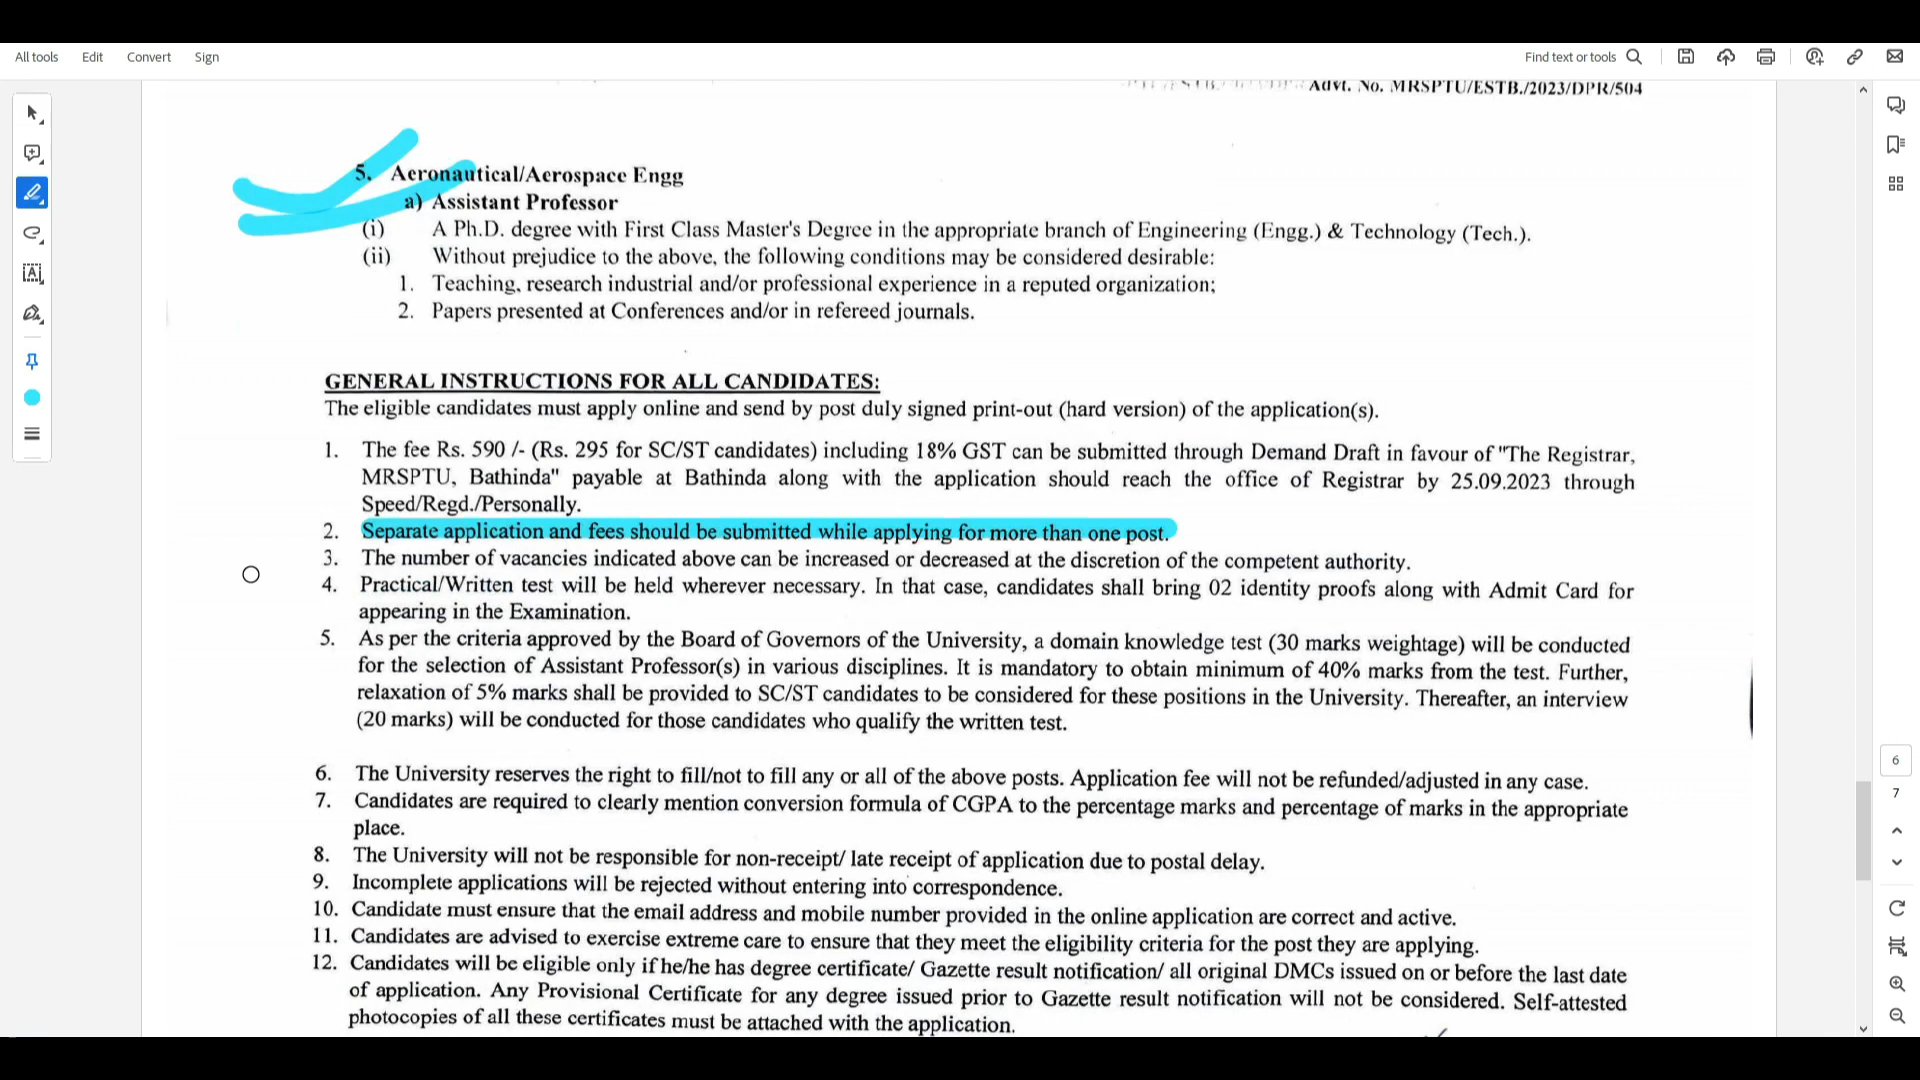 All tools Edit Convert Sign Find text or tools
Advt. No. MRSPTU/ESTB./2023/DPR/504
5. Aeronautical/Aerospace Engg
a) Assistant Professor
(i) A Ph.D. degree with First Class Master's Degree in the appropriate branch of Engineering (Engg.) & Technology (Tech.).
(ii) Without prejudice to the above, the following conditions may be considered desirable:
1. Teaching, research industrial and/or professional experience in a reputed organization;
2. Papers presented at Conferences and/or in refereed journals.
GENERAL INSTRUCTIONS FOR ALL CANDIDATES:
The eligible candidates must apply online and send by post duly signed print-out (hard version) of the application(s).
1. The fee Rs. 590 /- (Rs. 295 for SC/ST candidates) including 18% GST can be submitted through Demand Draft in favour of "The Registrar,
MRSPTU, Bathinda" payable at Bathinda along with the application should reach the office of Registrar by 25.09.2023 through
Speed/Regd./Personally.
2. Separate application and fees should be submitted while applying for more than one post.
3. The number of vacancies indicated above can be increased or decreased at the discretion of the competent authority.
4. Practical/Written test will be held wherever necessary. In that case, candidates shall bring 02 identity proofs along with Admit Card for
appearing in the Examination.
5. As per the criteria approved by the Board of Governors of the University, a domain knowledge test (30 marks weightage) will be conducted
for the selection of Assistant Professor(s) in various disciplines. It is mandatory to obtain minimum of 40% marks from the test. Further,
relaxation of 5% marks shall be provided to SC/ST candidates to be considered for these positions in the University. Thereafter, an interview
(20 marks) will be conducted for those candidates who qualify the written test.
6. The University reserves the right to fill/not to fill any or all of the above posts. Application fee will not be refunded/adjusted in any case.
7. Candidates are required to clearly mention conversion formula of CGPA to the percentage marks and percentage of marks in the appropriate
place.
8. The University will not be responsible for non-receipt/ late receipt of application due to postal delay.
9. Incomplete applications will be rejected without entering into correspondence.
10. Candidate must ensure that the email address and mobile number provided in the online application are correct and active.
11. Candidates are advised to exercise extreme care to ensure that they meet the eligibility criteria for the post they are applying.
12. Candidates will be eligible only if he/he has degree certificate/ Gazette result notification/ all original DMCs issued on or before the last date
of application. Any Provisional Certificate for any degree issued prior to Gazette result notification will not be considered. Self-attested
photocopies of all these certificates must be attached with the application.
6
7